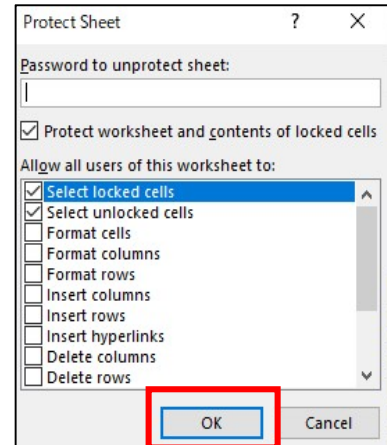 Protect Sheet ? ×
Password to unprotect sheet:
Protect worksheet and contents of locked cells
Allow all users of this worksheet to:
Select locked cells
Select unlocked cells
Format cells
Format columns
Format rows
Insert columns
Insert rows
Insert hyperlinks
Delete columns
Delete rows
OK Cancel